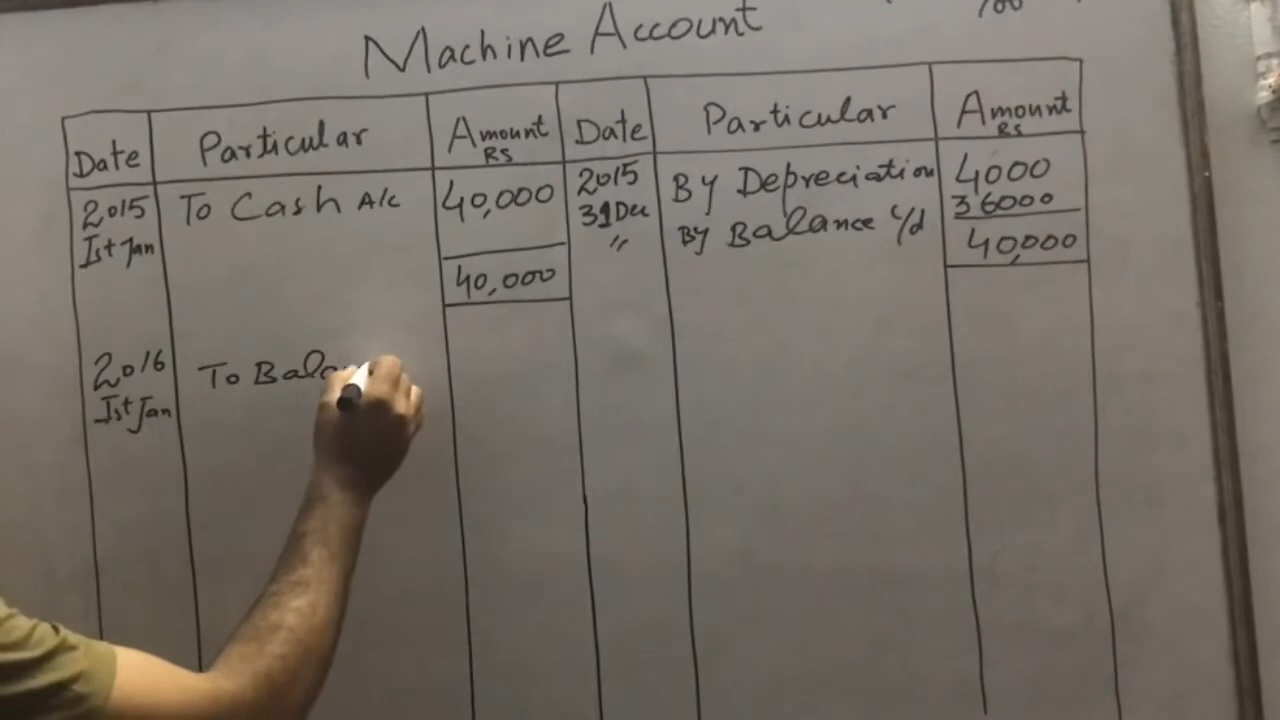 Machine Account
Date Particular Amount Rs Date Particular Amount Rs
2015 To Cash A/c 40,000 2015 By Depreciation 4000
Ist Jan 31 Dec By Balance c/d 36000
40,000 " 40,000
2016 To Bala
Ist Jan